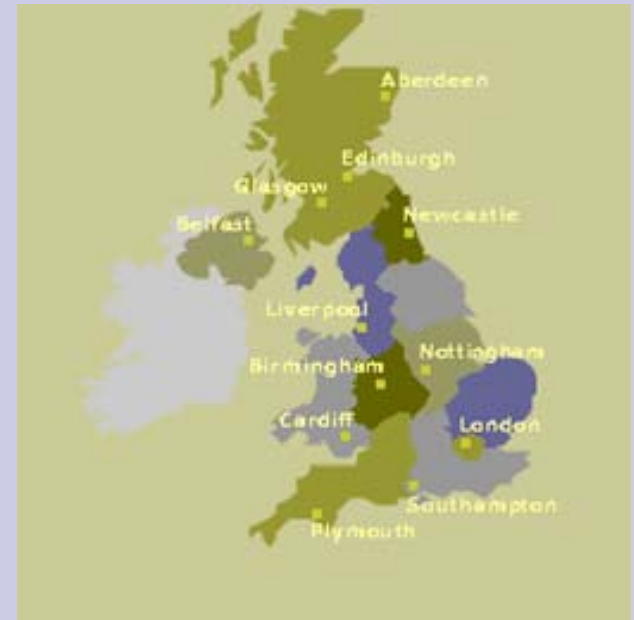 Aberdeen
Edinburgh
Glasgow
Newcastle
Belfast
Liverpool
Nottingham
Birmingham
Cardiff
London
Southampton
Plymouth